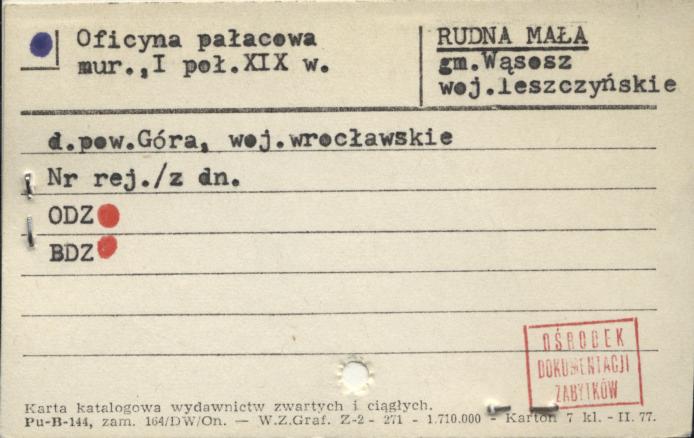 Oficyna pałacowa
mur., I poł.XIX w.
RUDNA MAŁA
gm.Wąsosz
woj.leszczyńskie
d.pow.Góra, woj.wrocławskie
Nr rej./z dn.
ODZ
BDZ
OŚRODEK
DOKUMENTACJI
ZABYTKÓW
Karta katalogowa wydawnictw zwartych i ciągłych.
Pu-B-144, zam. 164/DW/On. — W.Z.Graf. Z-2 - 271 - 1.710.000 - Karton 7 kl. - II. 77.